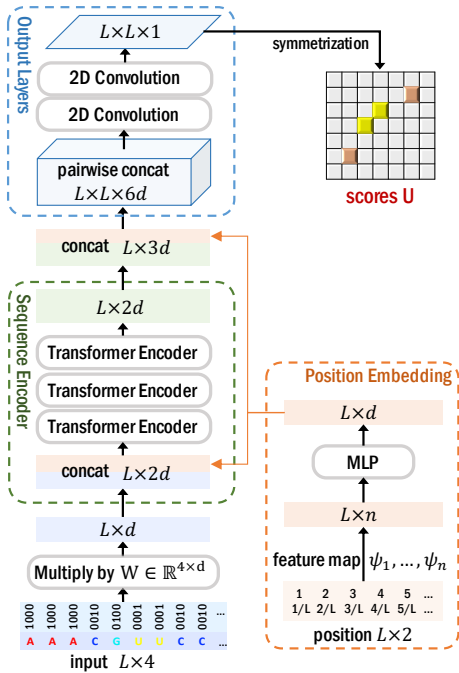 Output Layers
L×L×1
symmetrization
2D Convolution
2D Convolution
pairwise concat
L×L×6d
scores U
concat L×3d
Sequence Encoder
L×2d
Transformer Encoder
Transformer Encoder
Transformer Encoder
concat L×2d
Position Embedding
L×d
MLP
L×n
feature map ψ₁, … , ψₙ
1 2 3 4 5 ...
1/L 2/L 3/L 4/L 5/L ...
position L×2
L×d
Multiply by W ∈ ℝ^{4×d}
1000 1000 1000 0010 0100 0001 0001 0010 0010 ...
A A A C G U U C C ...
input L×4